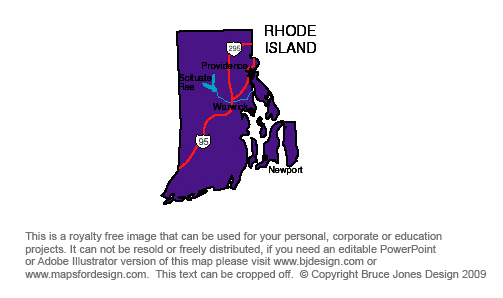 RHODE
ISLAND
295
Providence
Scituate
Res
Warwick
95
Newport
This is a royalty free image that can be used for your personal, corporate or education
projects. It can not be resold or freely distributed, if you need an editable PowerPoint
or Adobe Illustrator version of this map please visit www.bjdesign.com or
www.mapsfordesign.com. This text can be cropped off. © Copyright Bruce Jones Design 2009